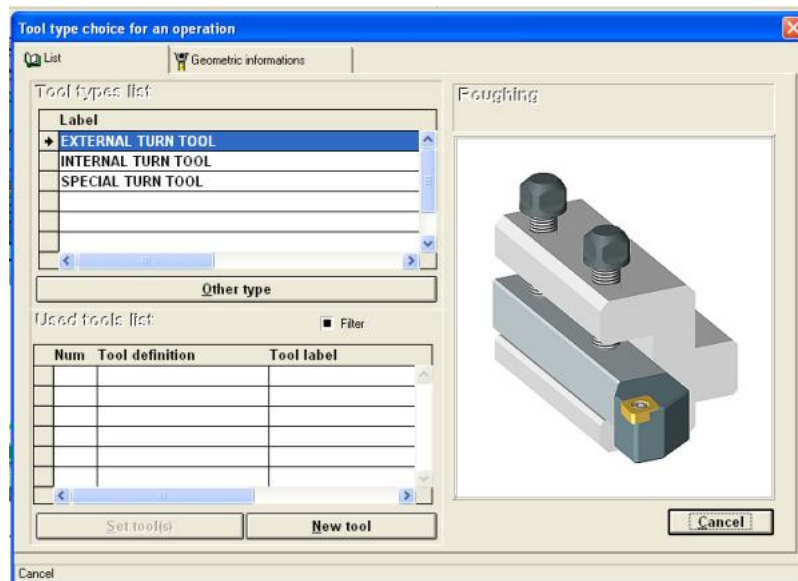 Tool type choice for an operation
List
Geometric informations
Tool types list
Roughing
Label
EXTERNAL TURN TOOL
INTERNAL TURN TOOL
SPECIAL TURN TOOL
Other type
Used tools list
Filter
Num Tool definition Tool label
Set tool(s)
New tool
Cancel
Cancel